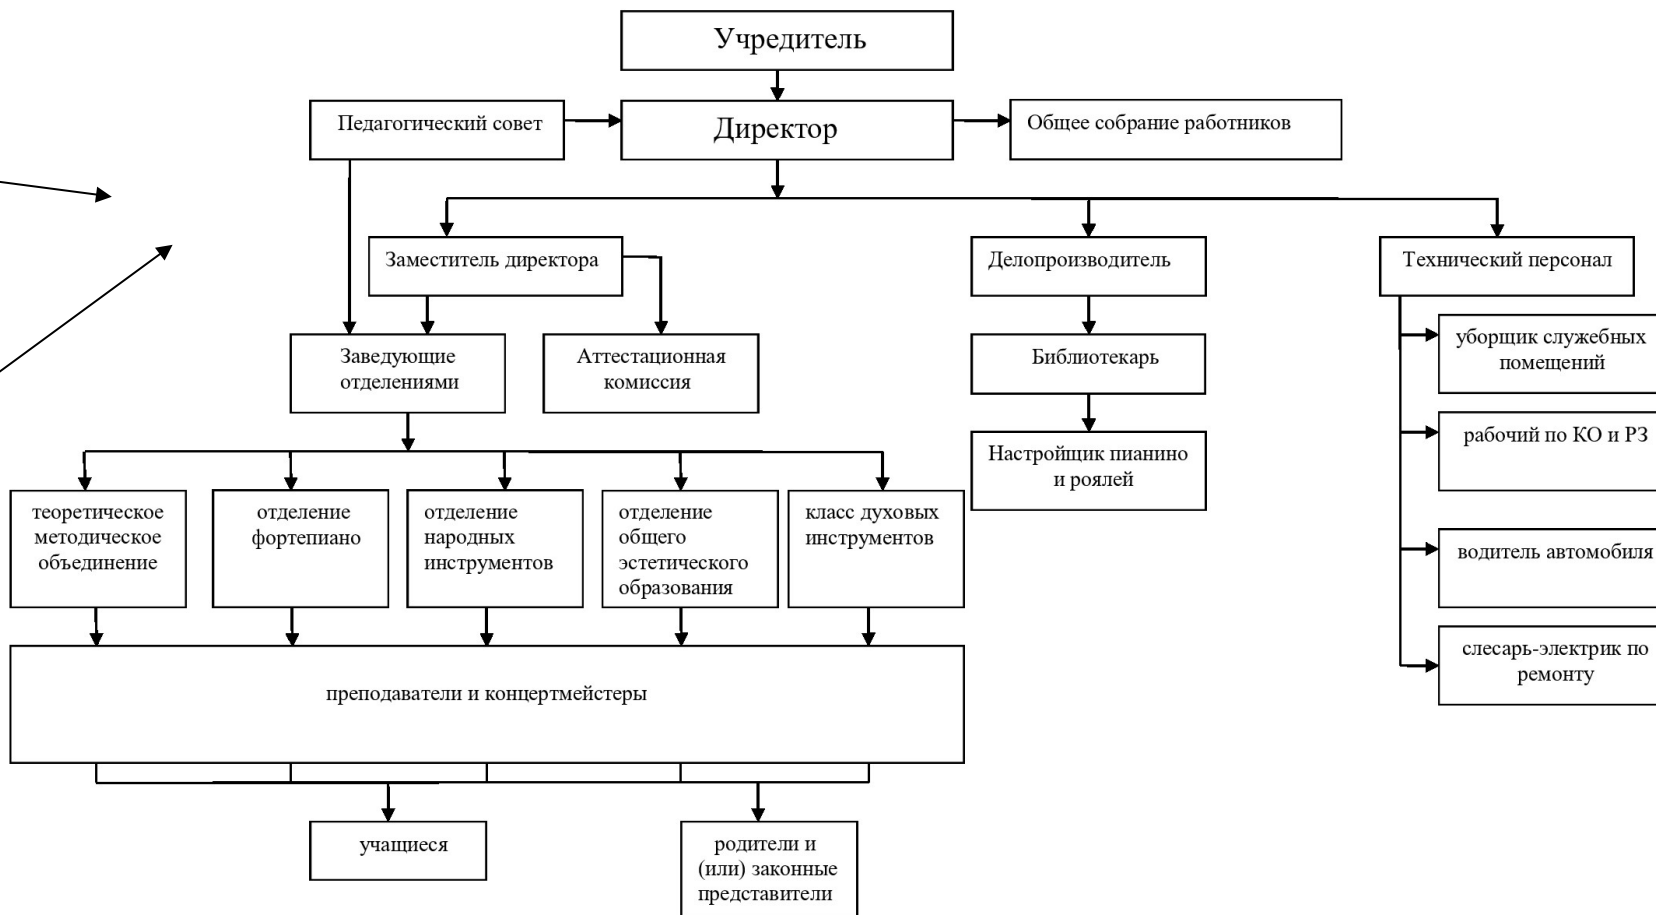 Учредитель
Педагогический совет
Директор
Общее собрание работников
Заместитель директора
Делопроизводитель
Технический персонал
Заведующие
отделениями
Аттестационная
комиссия
Библиотекарь
уборщик служебных
помещений
Настройщик пианино
и роялей
рабочий по КО и РЗ
теоретическое
методическое
объединение
отделение
фортепиано
отделение
народных
инструментов
отделение
общего
эстетического
образования
класс духовых
инструментов
водитель автомобиля
слесарь-электрик по
ремонту
преподаватели и концертмейстеры
учащиеся
родители и
(или) законные
представители